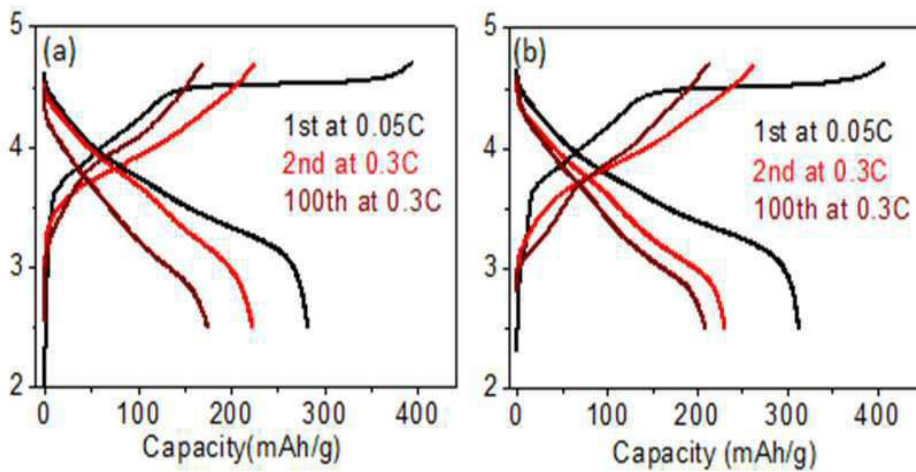 5
(a)
4
3
2
1st at 0.05C
2nd at 0.3C
100th at 0.3C
0 100 200 300 400
Capacity(mAh/g)
5
(b)
4
3
2
1st at 0.05C
2nd at 0.3C
100th at 0.3C
0 100 200 300 400
Capacity (mAh/g)